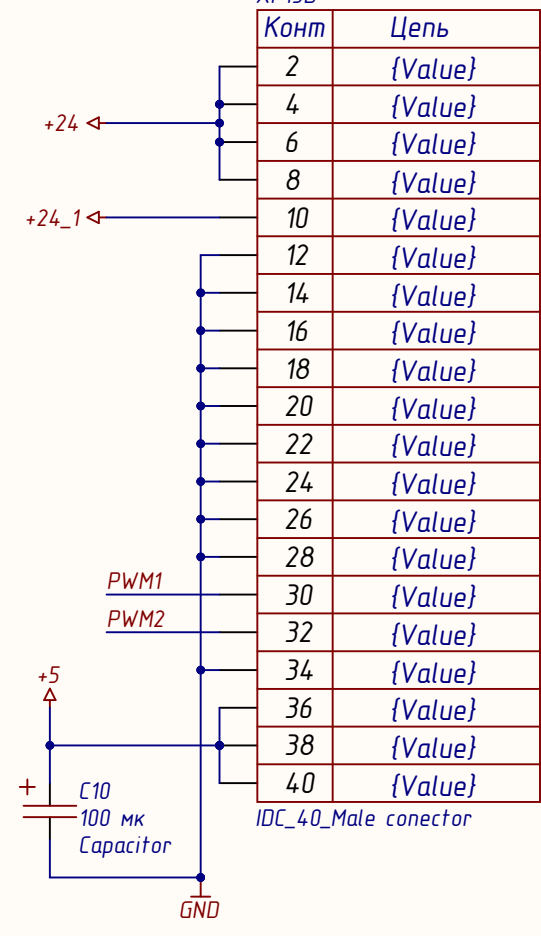 Конт Цепь
2 {Value}
4 {Value}
+24
6 {Value}
8 {Value}
+24_1 10 {Value}
12 {Value}
14 {Value}
16 {Value}
18 {Value}
20 {Value}
22 {Value}
24 {Value}
26 {Value}
28 {Value}
PWM1 30 {Value}
PWM2 32 {Value}
34 {Value}
+5
36 {Value}
38 {Value}
40 {Value}
+ C10
100 мк
Capacitor
IDC_40_Male conector
GND